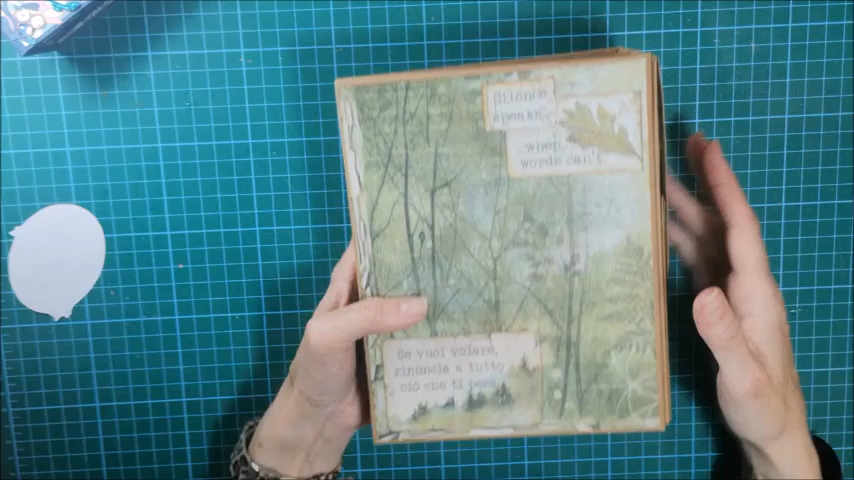 Silence
speaks,
...when
words can't...
Se vuoi volare,
rinuncia a tutto
ciò che ti pesa